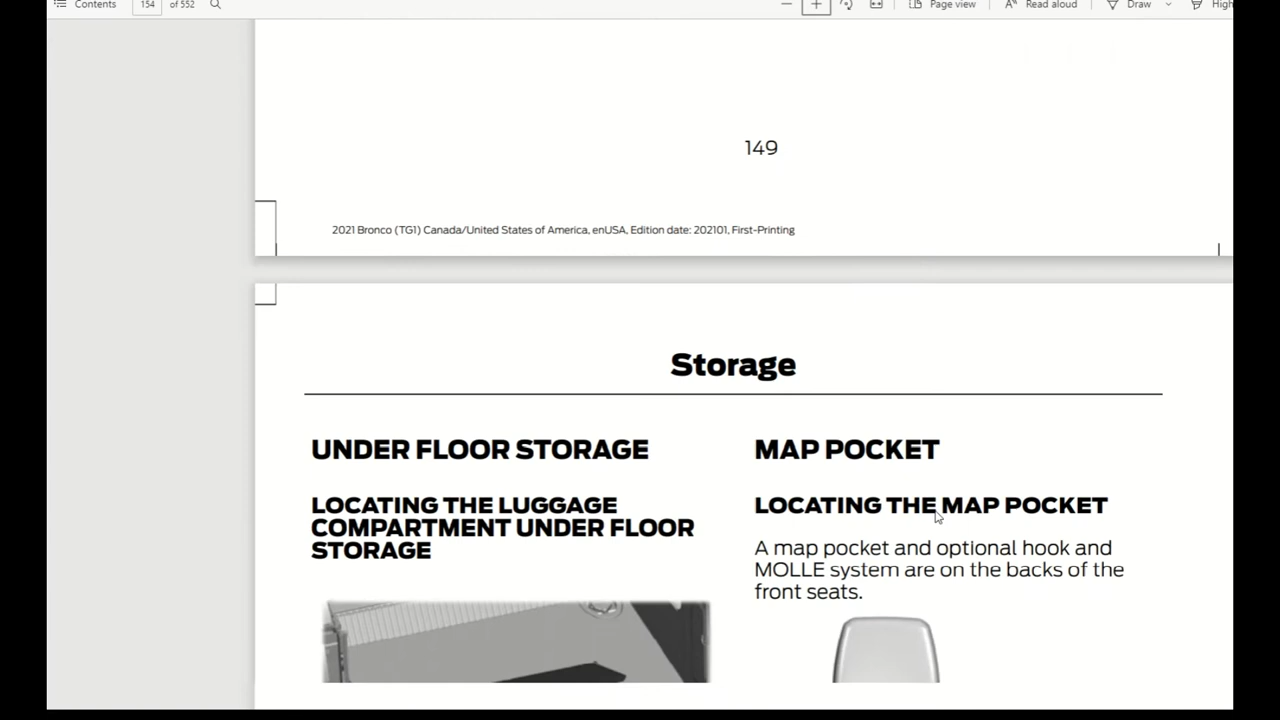 Contents 154 of 552 Page view Read aloud Draw High
149
2021 Bronco (TG1) Canada/United States of America, enUSA, Edition date: 202101, First-Printing
Storage
UNDER FLOOR STORAGE
LOCATING THE LUGGAGE
COMPARTMENT UNDER FLOOR
STORAGE
MAP POCKET
LOCATING THE MAP POCKET
A map pocket and optional hook and
MOLLE system are on the backs of the
front seats.